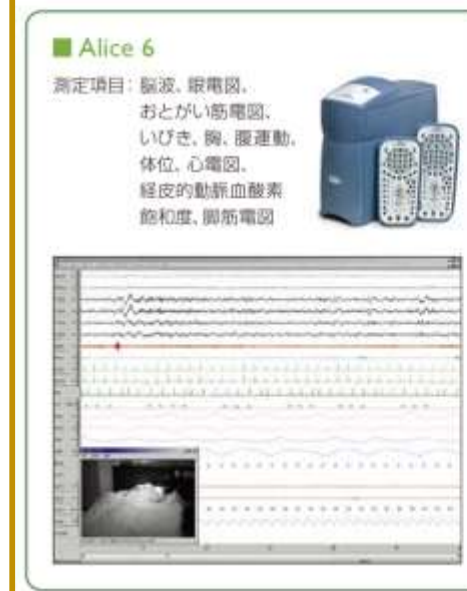 ■ Alice 6
測定項目：脳波、眼電図、
おとがい筋電図、
いびき、胸、腹運動、
体位、心電図、
経皮的動脈血酸素
飽和度、脚筋電図